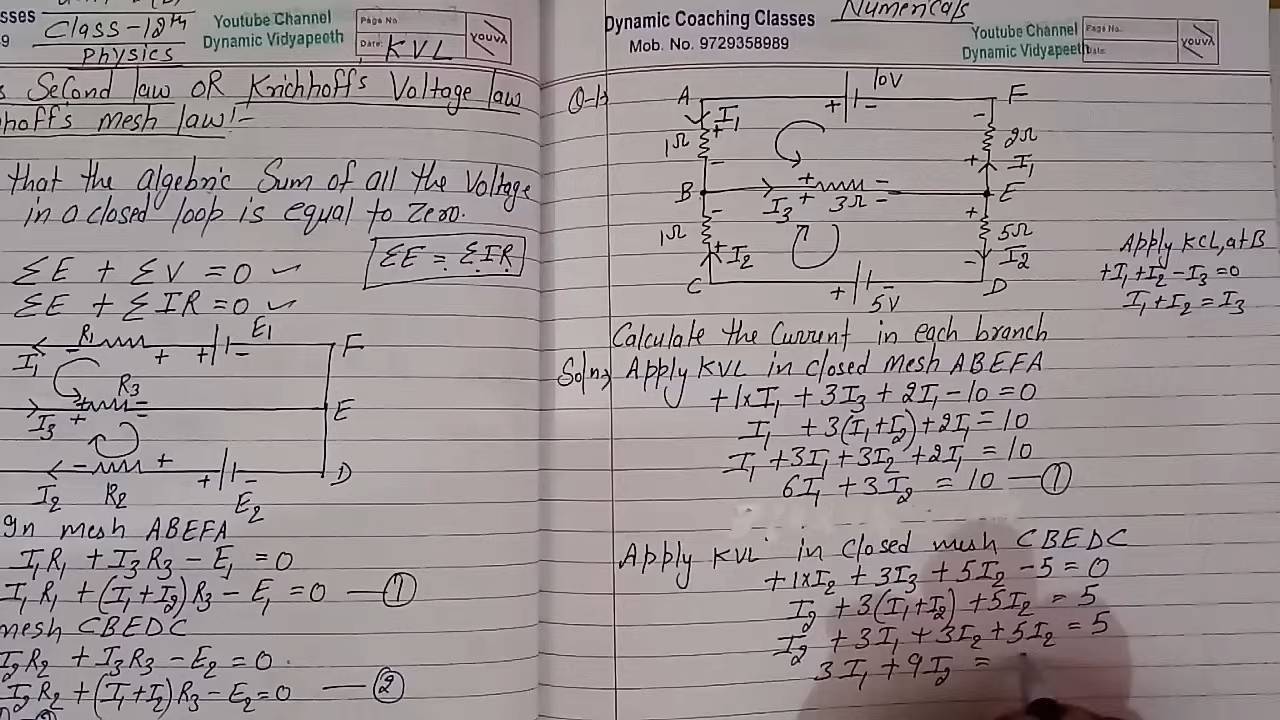 sses Class-12th
9 Physics
Youtube Channel
Dynamic Vidyapeeth
Page No
Date: KVL
YOUVA
s Second law OR Krichhoff's Voltage law
hoff's mesh law:-
that the algebric Sum of all the Voltage
in a closed loop is equal to Zero.
ΣE + ΣV = 0
ΣE = ΣIR
ΣE + ΣIR = 0
R1 + + - E1 F
I1
R3
+ = E
I3 +
- + + - D
I2 R2 E2
In mesh ABEFA
I1R1 + I3R3 - E1 = 0
I1R1 + (I1+I2)R3 - E1 = 0 — ①
mesh CBEDC
I2R2 + I3R3 - E2 = 0.
I2R2 + (I1+I2)R3 - E2 = 0 — ②
Dynamic Coaching Classes
Mob. No. 9729358989
Numericals
Youtube Channel
Dynamic Vidyapeeth
Page No.
Date:
YOUVA
Q-1
A + - 10V F
I1 + -
1Ω 2Ω
- + I1
B I3 + + 3Ω - - E
- +
1Ω 5Ω
I2 - I2
C + - 5V D
Apply KCL, at B
+I1+I2-I3=0
I1+I2=I3
Calculate the Current in each branch
Soln⇒ Apply KVL in closed Mesh ABEFA
+1xI1 + 3I3 + 2I1 - 10 = 0
I1 + 3(I1+I2) + 2I1 = 10
I1 + 3I1 + 3I2 + 2I1 = 10
6I1 + 3I2 = 10 — ①
Apply KVL in closed mesh CBEDC
+1xI2 + 3I3 + 5I2 - 5 = 0
I2 + 3(I1+I2) + 5I2 = 5
I2 + 3I1 + 3I2 + 5I2 = 5
3I1 + 9I2 =